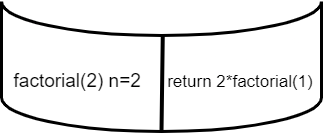 factorial(2) n=2
return 2*factorial(1)